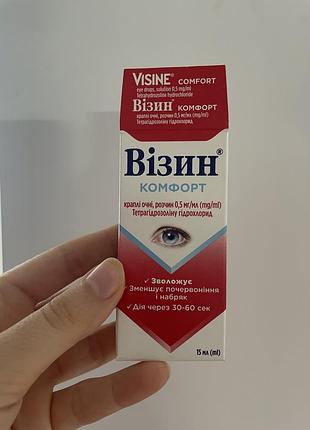 VISINE® COMFORT
eye drops, solution 0,5 mg/ml
Tetrahydrozoline hydrochloride
Візин® КОМФОРТ
краплі очні, розчин 0,5 мг/мл (mg/ml)
Тетрагідрозоліну гідрохлорид
Візин®
КОМФОРТ
краплі очні, розчин 0,5 мг/мл (mg/ml)
Тетрагідрозоліну гідрохлорид
✓ Зволожує
✓ Зменшує почервоніння
і набряк
✓ Дія через 30-60 сек
15 мл (ml)